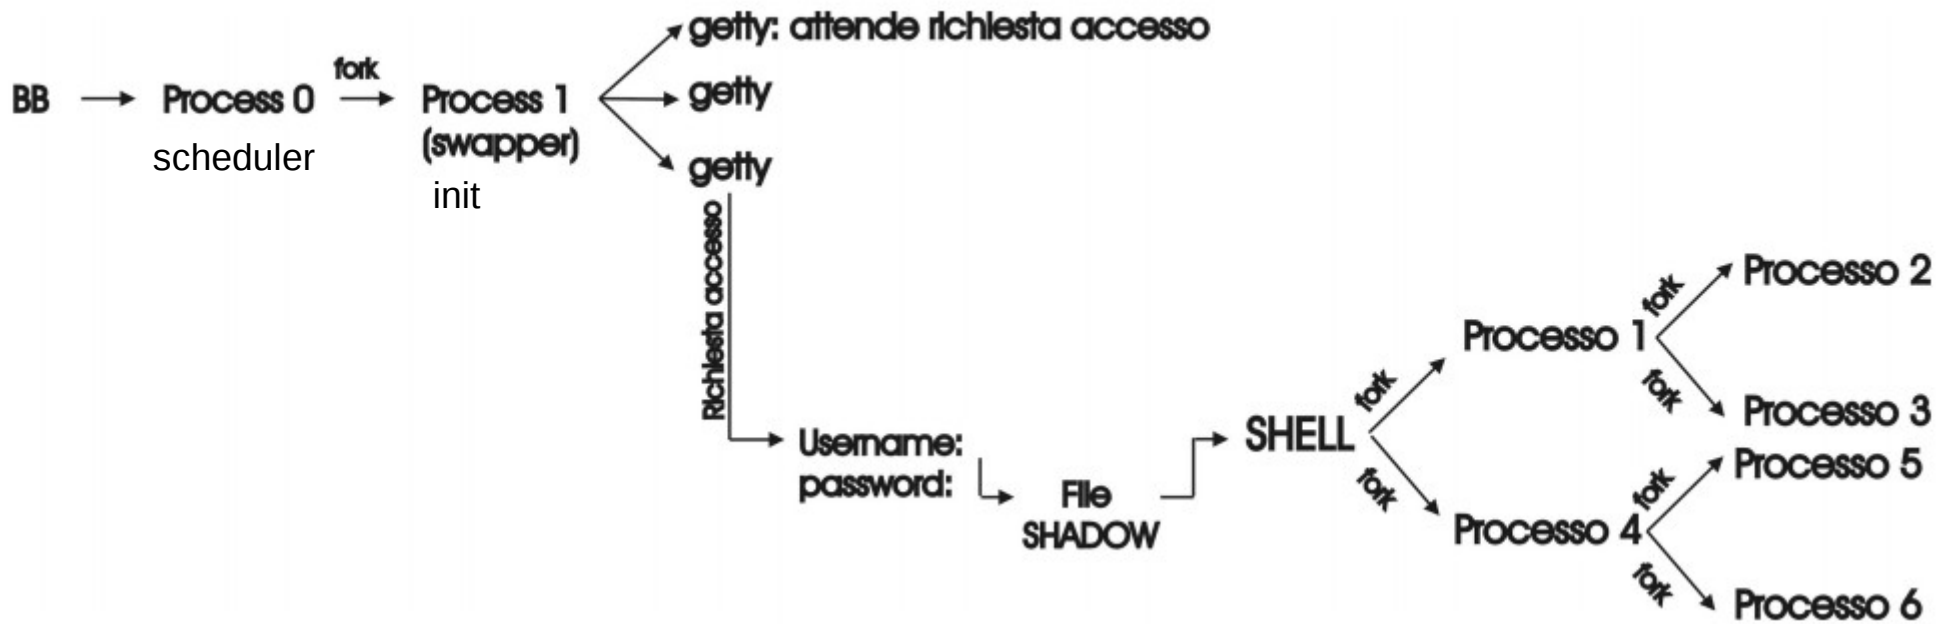 getty: attende richiesta accesso
BB
Process 0
fork
Process 1
getty
scheduler
(swapper)
init
getty
Richiesta accesso
Username:
password:
File
SHADOW
SHELL
fork
fork
Processo 1
fork
fork
Processo 2
Processo 3
Processo 4
fork
fork
Processo 5
Processo 6